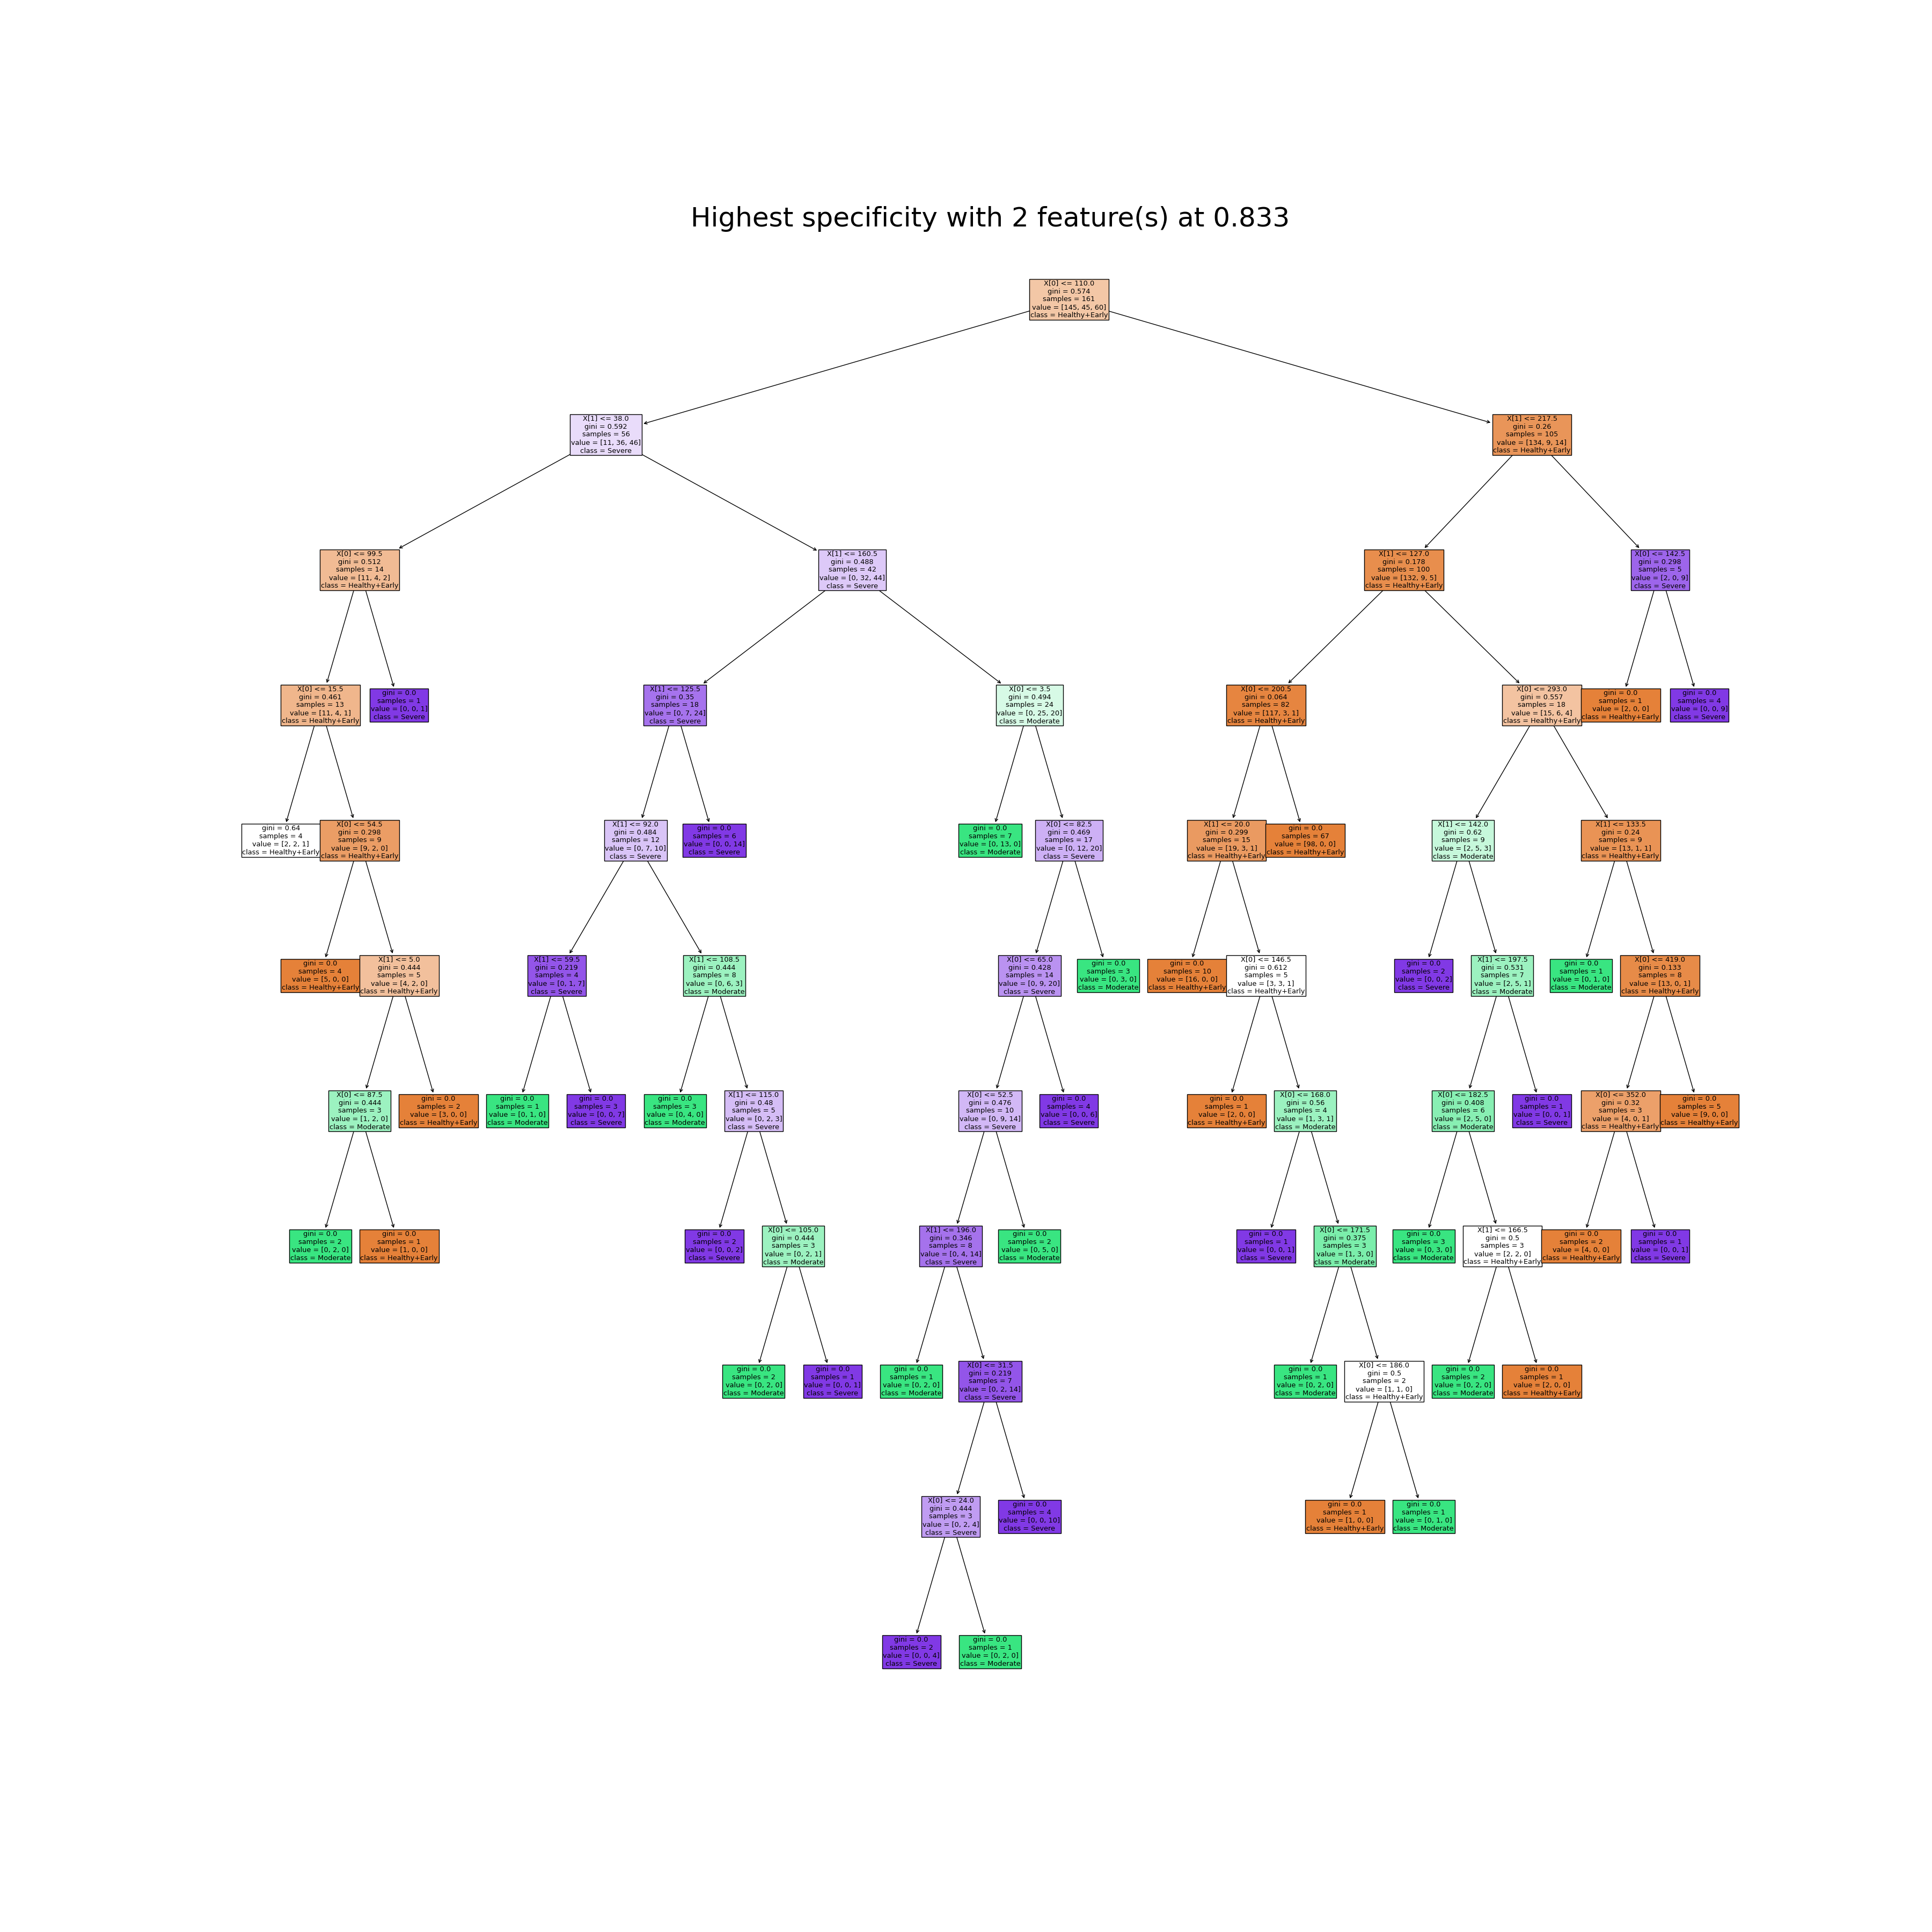 Highest specificity with 2 feature(s) at 0.833
X[0] <= 110.0
gini = 0.574
samples = 161
value = [145, 45, 60]
class = Healthy+Early
X[1] <= 38.0
gini = 0.592
samples = 56
value = [11, 36, 46]
class = Severe
X[1] <= 217.5
gini = 0.26
samples = 105
value = [134, 9, 14]
class = Healthy+Early
X[0] <= 99.5
gini = 0.512
samples = 14
value = [11, 4, 2]
class = Healthy+Early
X[1] <= 160.5
gini = 0.488
samples = 42
value = [0, 32, 44]
class = Severe
X[1] <= 127.0
gini = 0.178
samples = 100
value = [132, 9, 5]
class = Healthy+Early
X[0] <= 142.5
gini = 0.298
samples = 5
value = [2, 0, 9]
class = Severe
X[0] <= 15.5
gini = 0.461
samples = 13
value = [11, 4, 1]
class = Healthy+Early
gini = 0.0
samples = 1
value = [0, 0, 1]
class = Severe
X[1] <= 125.5
gini = 0.35
samples = 18
value = [0, 7, 24]
class = Severe
X[0] <= 3.5
gini = 0.494
samples = 24
value = [0, 25, 20]
class = Moderate
X[0] <= 200.5
gini = 0.064
samples = 82
value = [117, 3, 1]
class = Healthy+Early
X[0] <= 293.0
gini = 0.557
samples = 18
value = [15, 6, 4]
class = Healthy+Early
gini = 0.0
samples = 1
value = [2, 0, 0]
class = Healthy+Early
gini = 0.0
samples = 4
value = [0, 0, 9]
class = Severe
gini = 0.64
samples = 4
value = [2, 2, 1]
class = Healthy+Early
X[0] <= 54.5
gini = 0.298
samples = 9
value = [9, 2, 0]
class = Healthy+Early
X[1] <= 92.0
gini = 0.484
samples = 12
value = [0, 7, 10]
class = Severe
gini = 0.0
samples = 6
value = [0, 0, 14]
class = Severe
gini = 0.0
samples = 7
value = [0, 13, 0]
class = Moderate
X[0] <= 82.5
gini = 0.469
samples = 17
value = [0, 12, 20]
class = Severe
X[1] <= 20.0
gini = 0.299
samples = 15
value = [19, 3, 1]
class = Healthy+Early
gini = 0.0
samples = 67
value = [98, 0, 0]
class = Healthy+Early
X[1] <= 142.0
gini = 0.62
samples = 9
value = [2, 5, 3]
class = Moderate
X[1] <= 133.5
gini = 0.24
samples = 9
value = [13, 1, 1]
class = Healthy+Early
gini = 0.0
samples = 4
value = [5, 0, 0]
class = Healthy+Early
X[1] <= 5.0
gini = 0.444
samples = 5
value = [4, 2, 0]
class = Healthy+Early
X[1] <= 59.5
gini = 0.219
samples = 4
value = [0, 1, 7]
class = Severe
X[1] <= 108.5
gini = 0.444
samples = 8
value = [0, 6, 3]
class = Moderate
X[0] <= 65.0
gini = 0.428
samples = 14
value = [0, 9, 20]
class = Severe
gini = 0.0
samples = 3
value = [0, 3, 0]
class = Moderate
gini = 0.0
samples = 10
value = [16, 0, 0]
class = Healthy+Early
X[0] <= 146.5
gini = 0.612
samples = 5
value = [3, 3, 1]
class = Healthy+Early
gini = 0.0
samples = 2
value = [0, 0, 2]
class = Severe
X[1] <= 197.5
gini = 0.531
samples = 7
value = [2, 5, 1]
class = Moderate
gini = 0.0
samples = 1
value = [0, 1, 0]
class = Moderate
X[0] <= 419.0
gini = 0.133
samples = 8
value = [13, 0, 1]
class = Healthy+Early
X[0] <= 87.5
gini = 0.444
samples = 3
value = [1, 2, 0]
class = Moderate
gini = 0.0
samples = 2
value = [3, 0, 0]
class = Healthy+Early
gini = 0.0
samples = 1
value = [0, 1, 0]
class = Moderate
gini = 0.0
samples = 3
value = [0, 0, 7]
class = Severe
gini = 0.0
samples = 3
value = [0, 4, 0]
class = Moderate
X[1] <= 115.0
gini = 0.48
samples = 5
value = [0, 2, 3]
class = Severe
X[0] <= 52.5
gini = 0.476
samples = 10
value = [0, 9, 14]
class = Severe
gini = 0.0
samples = 4
value = [0, 0, 6]
class = Severe
gini = 0.0
samples = 1
value = [2, 0, 0]
class = Healthy+Early
X[0] <= 168.0
gini = 0.56
samples = 4
value = [1, 3, 1]
class = Moderate
X[0] <= 182.5
gini = 0.408
samples = 6
value = [2, 5, 0]
class = Moderate
gini = 0.0
samples = 1
value = [0, 0, 1]
class = Severe
X[0] <= 352.0
gini = 0.32
samples = 3
value = [4, 0, 1]
class = Healthy+Early
gini = 0.0
samples = 5
value = [9, 0, 0]
class = Healthy+Early
gini = 0.0
samples = 2
value = [0, 2, 0]
class = Moderate
gini = 0.0
samples = 1
value = [1, 0, 0]
class = Healthy+Early
gini = 0.0
samples = 2
value = [0, 0, 2]
class = Severe
X[0] <= 105.0
gini = 0.444
samples = 3
value = [0, 2, 1]
class = Moderate
X[1] <= 196.0
gini = 0.346
samples = 8
value = [0, 4, 14]
class = Severe
gini = 0.0
samples = 2
value = [0, 5, 0]
class = Moderate
gini = 0.0
samples = 1
value = [0, 0, 1]
class = Severe
X[0] <= 171.5
gini = 0.375
samples = 3
value = [1, 3, 0]
class = Moderate
gini = 0.0
samples = 3
value = [0, 3, 0]
class = Moderate
X[1] <= 166.5
gini = 0.5
samples = 3
value = [2, 2, 0]
class = Healthy+Early
gini = 0.0
samples = 2
value = [4, 0, 0]
class = Healthy+Early
gini = 0.0
samples = 1
value = [0, 0, 1]
class = Severe
gini = 0.0
samples = 2
value = [0, 2, 0]
class = Moderate
gini = 0.0
samples = 1
value = [0, 0, 1]
class = Severe
gini = 0.0
samples = 1
value = [0, 2, 0]
class = Moderate
X[0] <= 31.5
gini = 0.219
samples = 7
value = [0, 2, 14]
class = Severe
gini = 0.0
samples = 1
value = [0, 2, 0]
class = Moderate
X[0] <= 186.0
gini = 0.5
samples = 2
value = [1, 1, 0]
class = Healthy+Early
gini = 0.0
samples = 2
value = [0, 2, 0]
class = Moderate
gini = 0.0
samples = 1
value = [2, 0, 0]
class = Healthy+Early
X[0] <= 24.0
gini = 0.444
samples = 3
value = [0, 2, 4]
class = Severe
gini = 0.0
samples = 4
value = [0, 0, 10]
class = Severe
gini = 0.0
samples = 1
value = [1, 0, 0]
class = Healthy+Early
gini = 0.0
samples = 1
value = [0, 1, 0]
class = Moderate
gini = 0.0
samples = 2
value = [0, 0, 4]
class = Severe
gini = 0.0
samples = 1
value = [0, 2, 0]
class = Moderate